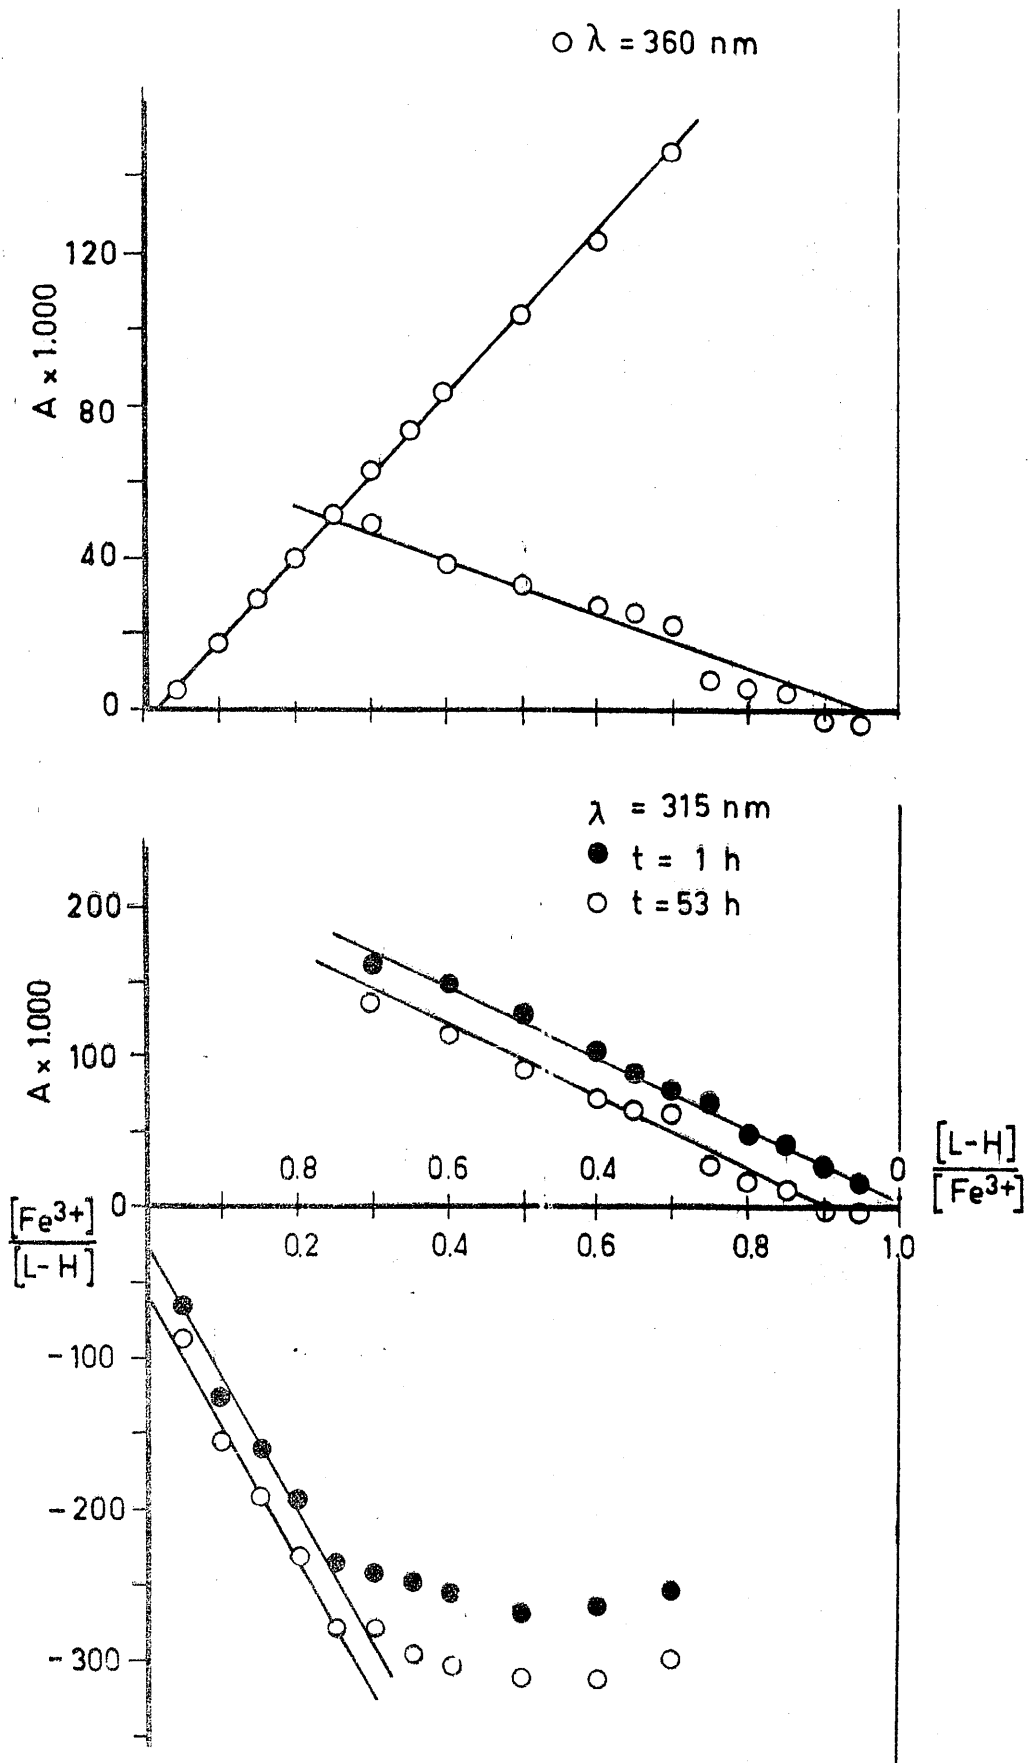 λ = 360 nm
120
80
40
0
A × 1.000
λ = 315 nm
t = 1 h
t = 53 h
200
100
0
-100
-200
-300
A × 1.000
0.8 0.6 0.4 0
[L-H]
[Fe³⁺]
[Fe³⁺]
[L-H]
0.2 0.4 0.6 0.8 1.0